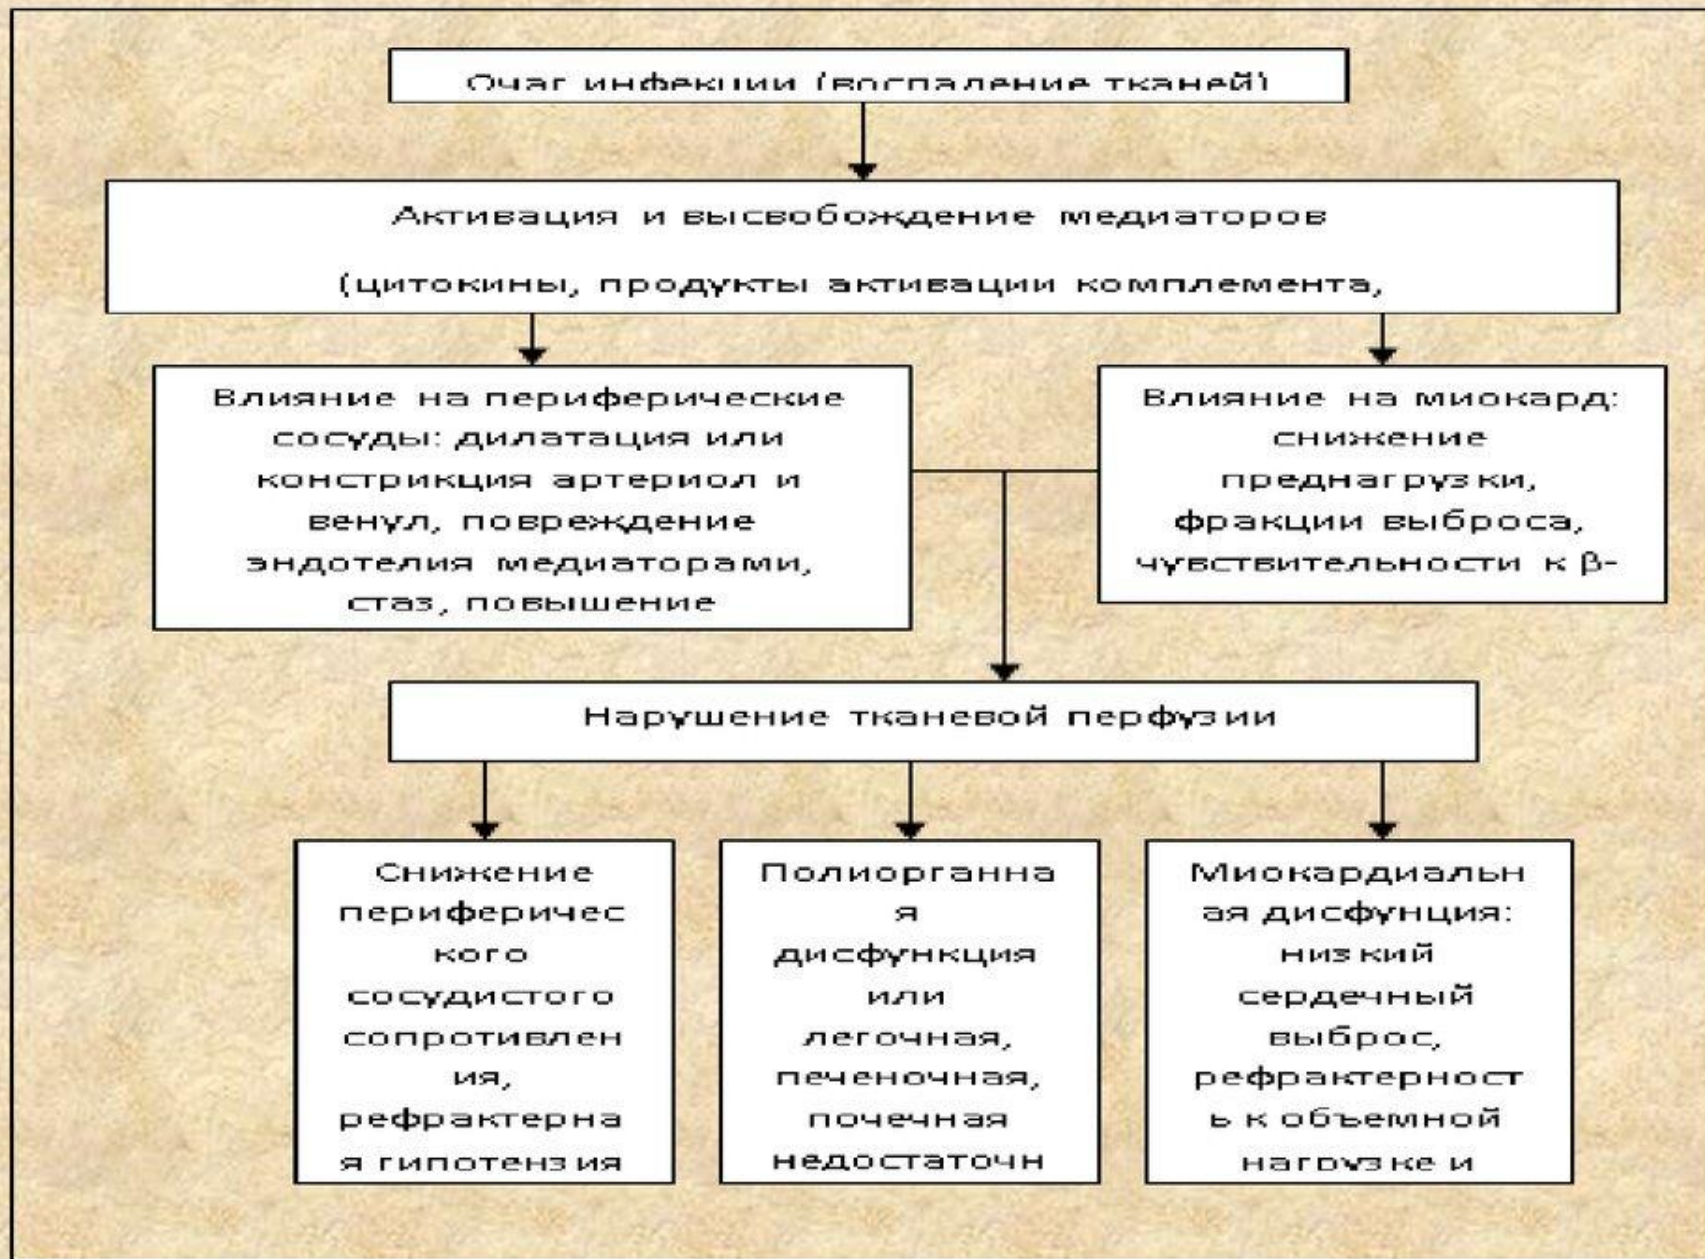 Очаг инфекции (воспаление тканей)
Активация и высвобождение медиаторов
(цитокины, продукты активации комплемента,
Влияние на периферические
сосуды: дилатация или
констрикция артериол и
венул, повреждение
эндотелия медиаторами,
стаз, повышение
Влияние на миокард:
снижение
преднагрузки,
фракции выброса,
чувствительности к β-
Нарушение тканевой перфузии
Снижение
периферичес
кого
сосудистого
сопротивлен
ия,
рефрактерна
я гипотензия
Полиорганна
я
дисфункция
или
легочная,
печеночная,
почечная
недостаточн
Миокардиальн
ая дисфунция:
низкий
сердечный
выброс,
рефрактерност
ь к объемной
нагрузке и